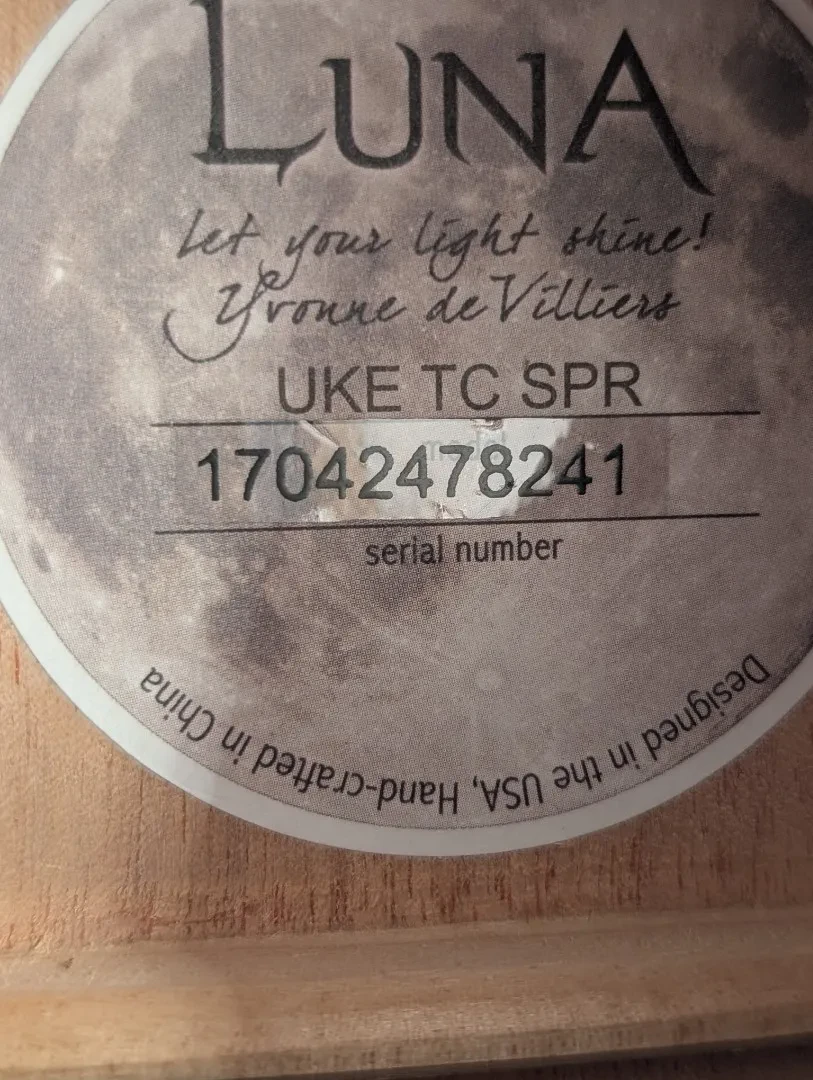 LUNA
let your light shine!
Yvonne de Villiers
UKE TC SPR
17042478241
serial number
Designed in the USA, Hand-crafted in China